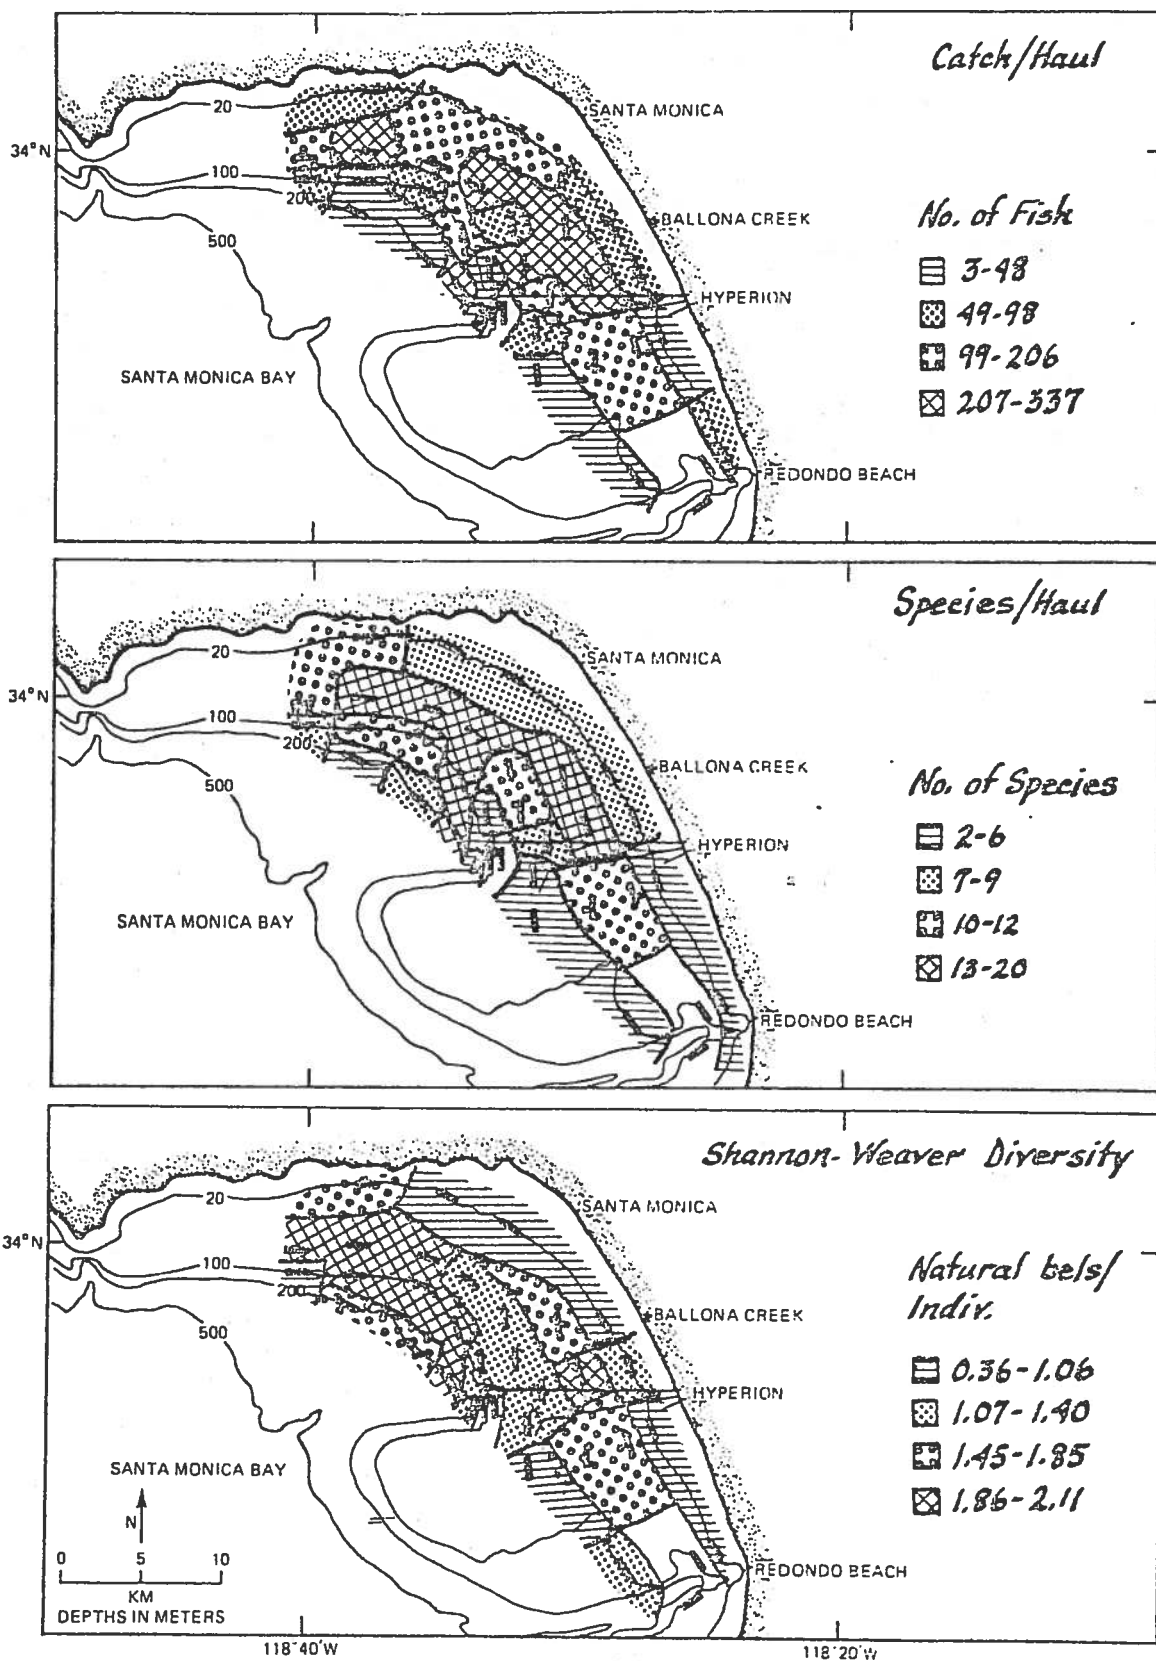 Catch/Haul
SANTA MONICA
20
34°N
100
200
500
BALLONA CREEK
No. of Fish
3-48
HYPERION
49-98
99-206
SANTA MONICA BAY
207-337
REDONDO BEACH
Species/Haul
20
SANTA MONICA
34°N
100
200
500
BALLONA CREEK
No. of Species
2-6
HYPERION
7-9
SANTA MONICA BAY
10-12
13-20
REDONDO BEACH
Shannon-Weaver Diversity
20
SANTA MONICA
34°N
100
200
500
BALLONA CREEK
Natural bels/
Indiv.
0.36-1.06
HYPERION
1.07-1.40
SANTA MONICA BAY
1.45-1.85
N
1.86-2.11
0 5 10
KM
DEPTHS IN METERS
REDONDO BEACH
118°40'W
118°20'W